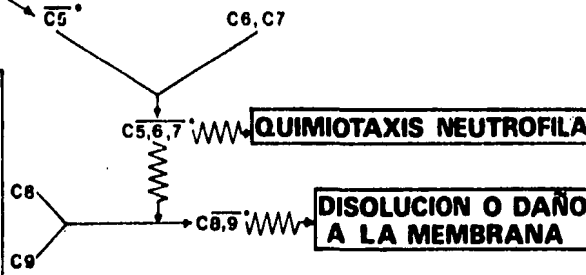 C5*
C6, C7
C5,6,7*
QUIMIOTAXIS NEUTROFILA
C8
C8,9*
DISOLUCION O DAÑO
A LA MEMBRANA
C9